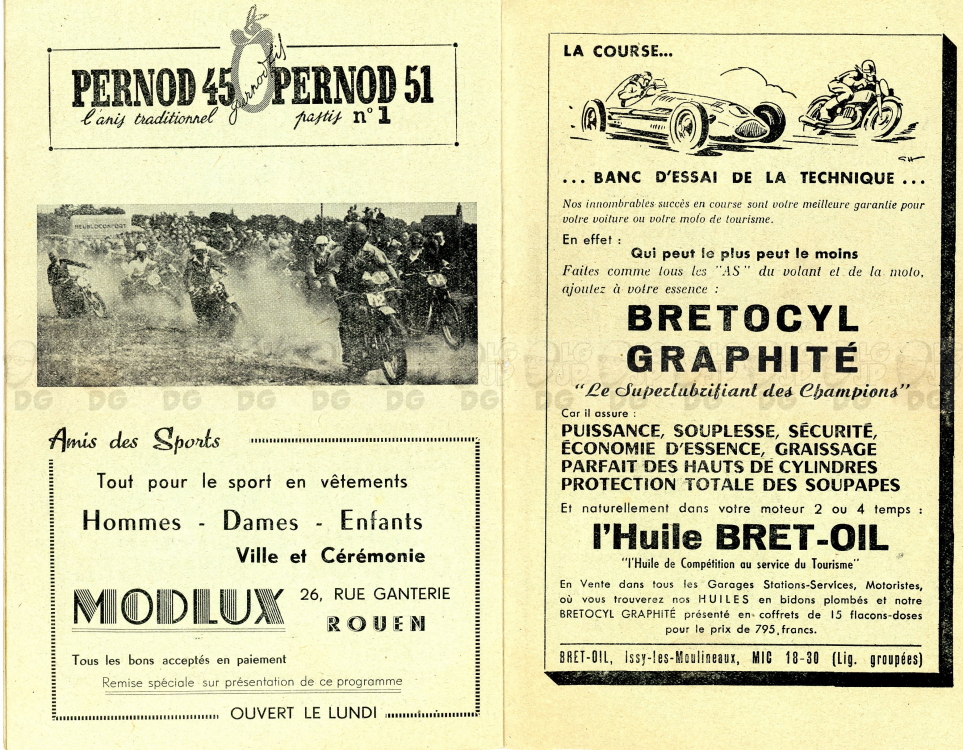 PERNOD 45 PERNOD 51
l'anis traditionnel pastis n° 1
MEUBLOCONFORT
Amis des Sports
Tout pour le sport en vêtements
Hommes - Dames - Enfants
Ville et Cérémonie
MODLUX 26, RUE GANTERIE
ROUEN
Tous les bons acceptés en paiement
Remise spéciale sur présentation de ce programme
OUVERT LE LUNDI
LA COURSE...
... BANC D'ESSAI DE LA TECHNIQUE ...
Nos innombrables succès en course sont votre meilleure garantie pour
votre voiture ou votre moto de tourisme.
En effet :
Qui peut le plus peut le moins
Faites comme tous les "AS" du volant et de la moto,
ajoutez à votre essence :
BRETOCYL
GRAPHITÉ
"Le Superlubrifiant des Champions"
Car il assure :
PUISSANCE, SOUPLESSE, SÉCURITÉ,
ÉCONOMIE D'ESSENCE, GRAISSAGE
PARFAIT DES HAUTS DE CYLINDRES
PROTECTION TOTALE DES SOUPAPES
Et naturellement dans votre moteur 2 ou 4 temps :
l'Huile BRET-OIL
"l'Huile de Compétition au service du Tourisme"
En Vente dans tous les Garages Stations-Services, Motoristes,
où vous trouverez nos HUILES en bidons plombés et notre
BRETOCYL GRAPHITÉ présenté en coffrets de 15 flacons-doses
pour le prix de 795 francs.
BRET-OIL, Issy-les-Moulineaux, MIC 18-30 (Lig. groupées)